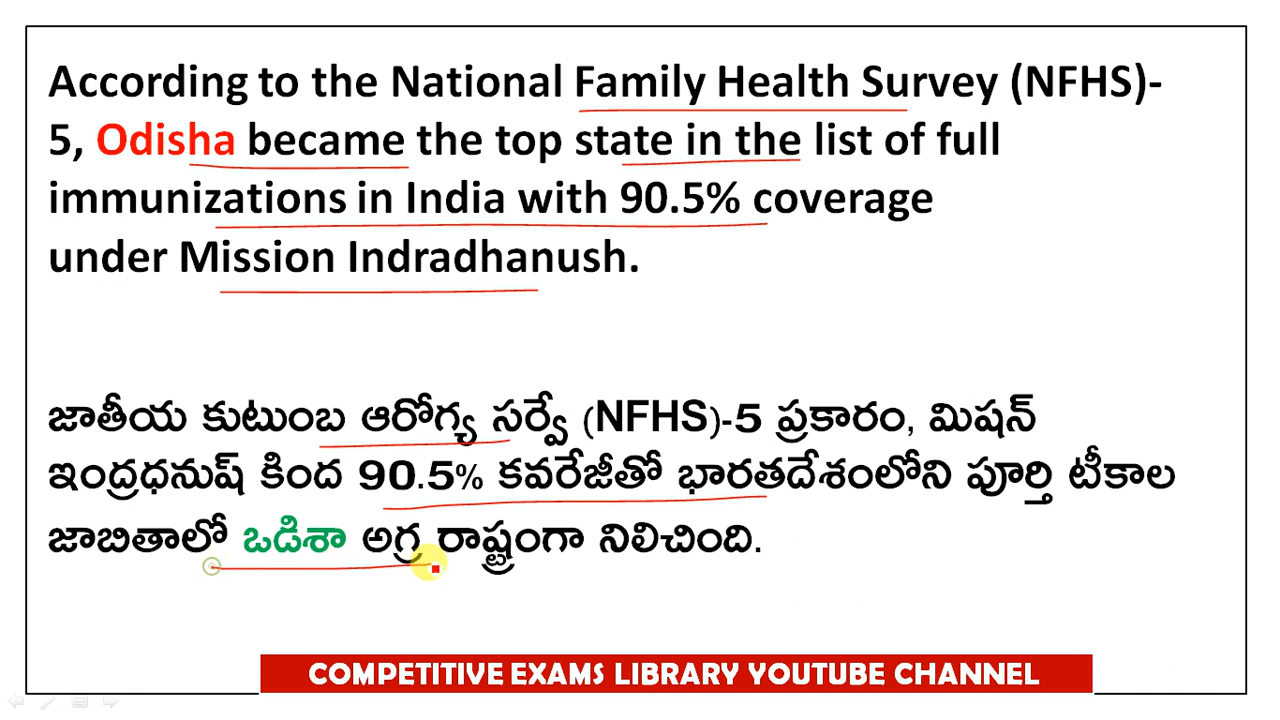 According to the National Family Health Survey (NFHS)-
5, Odisha became the top state in the list of full
immunizations in India with 90.5% coverage
under Mission Indradhanush.
జాతీయ కుటుంబ ఆరోగ్య సర్వే (NFHS)-5 ప్రకారం, మిషన్
ఇంద్రధనుష్ కింద 90.5% కవరేజీతో భారతదేశంలోని పూర్తి టీకాల
జాబితాలో ఒడిశా అగ్ర రాష్ట్రంగా నిలిచింది.
COMPETITIVE EXAMS LIBRARY YOUTUBE CHANNEL